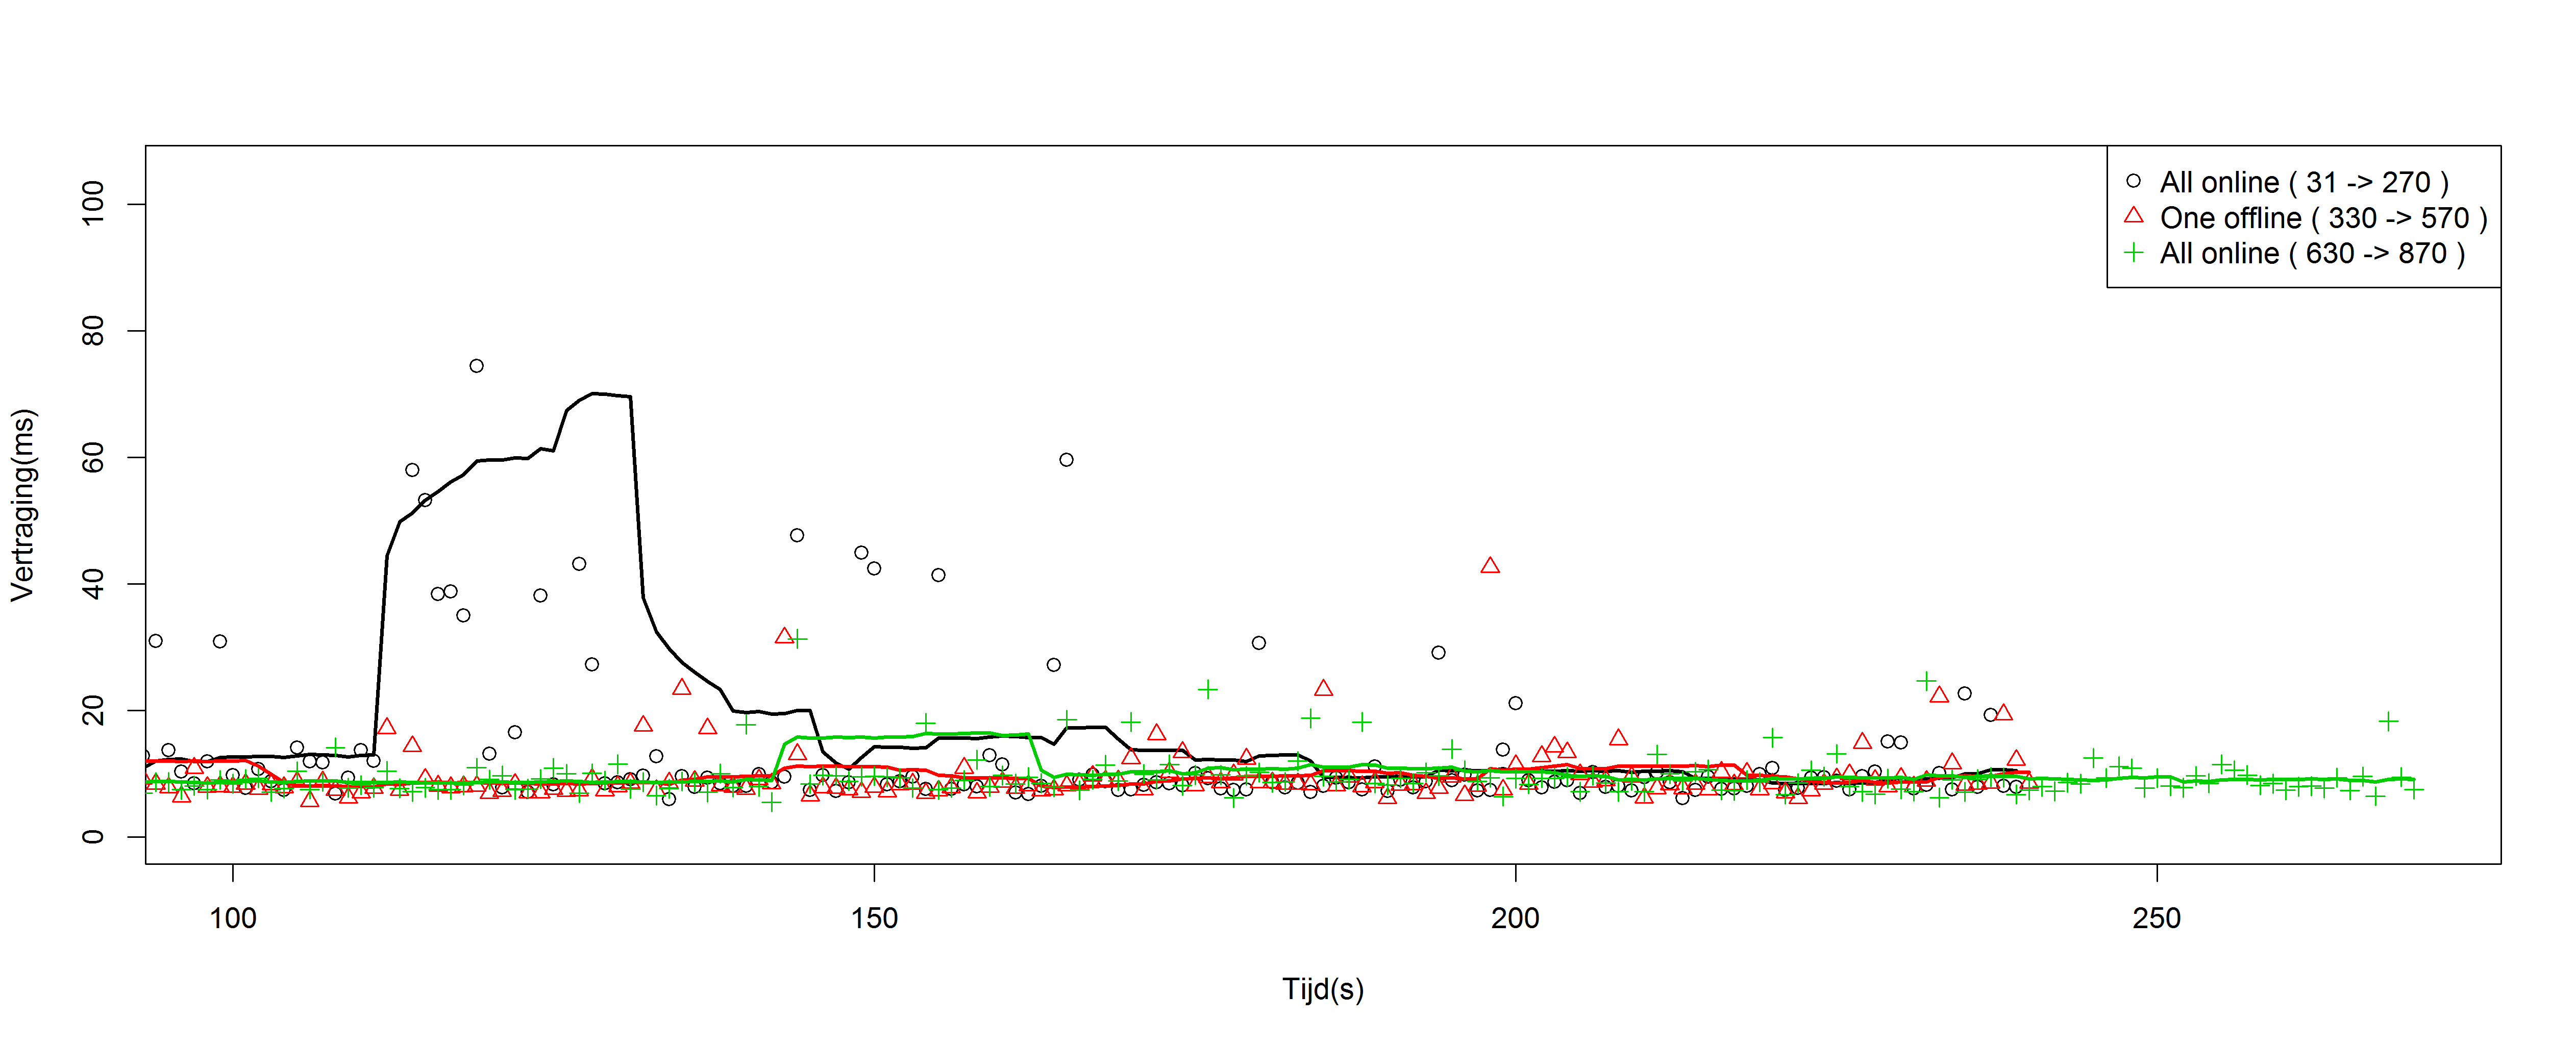 All online ( 31 -> 270 )
One offline ( 330 -> 570 )
All online ( 630 -> 870 )
Vertraging(ms)
100
80
60
40
20
0
100 150 200 250
Tijd(s)